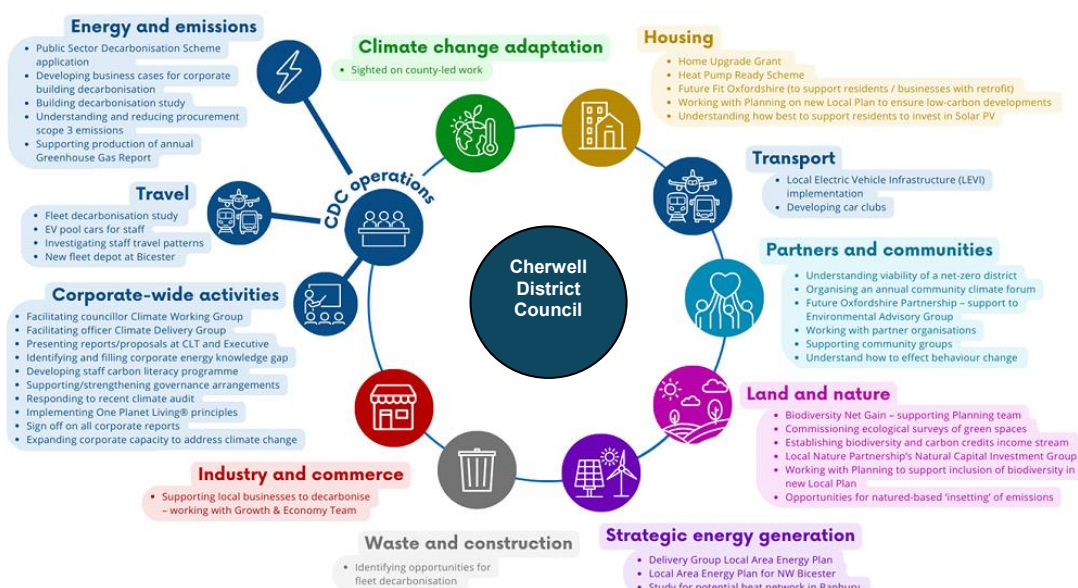 Energy and emissions
• Public Sector Decarbonisation Scheme
application
• Developing business cases for corporate
building decarbonisation
• Building decarbonisation study
• Understanding and reducing procurement
scope 3 emissions
• Supporting production of annual
Greenhouse Gas Report
Climate change adaptation
• Sighted on county-led work
Housing
• Home Upgrade Grant
• Heat Pump Ready Scheme
• Future Fit Oxfordshire (to support residents / businesses with retrofit)
• Working with Planning on new Local Plan to ensure low-carbon developments
• Understanding how best to support residents to invest in Solar PV
Transport
• Local Electric Vehicle Infrastructure (LEVI)
implementation
• Developing car clubs
Travel
• Fleet decarbonisation study
• EV pool cars for staff
• Investigating staff travel patterns
• New fleet depot at Bicester
CDC operations
Cherwell
District
Council
Partners and communities
• Understanding viability of a net-zero district
• Organising an annual community climate forum
• Future Oxfordshire Partnership – support to
Environmental Advisory Group
• Working with partner organisations
• Supporting community groups
• Understand how to effect behaviour change
Corporate-wide activities
• Facilitating councillor Climate Working Group
• Facilitating officer Climate Delivery Group
• Presenting reports/proposals at CLT and Executive
• Identifying and filling corporate energy knowledge gap
• Developing staff carbon literacy programme
• Supporting/strengthening governance arrangements
• Responding to recent climate audit
• Implementing One Planet Living® principles
• Sign off on all corporate reports
• Expanding corporate capacity to address climate change
Land and nature
• Biodiversity Net Gain – supporting Planning team
• Commissioning ecological surveys of green spaces
• Establishing biodiversity and carbon credits income stream
• Local Nature Partnership's Natural Capital Investment Group
• Working with Planning to support inclusion of biodiversity in
new Local Plan
• Opportunities for natured-based 'insetting' of emissions
Industry and commerce
• Supporting local businesses to decarbonise
– working with Growth & Economy Team
Waste and construction
• Identifying opportunities for
fleet decarbonisation
Strategic energy generation
• Delivery Group Local Area Energy Plan
• Local Area Energy Plan for NW Bicester
• Study for potential heat network in Banbury